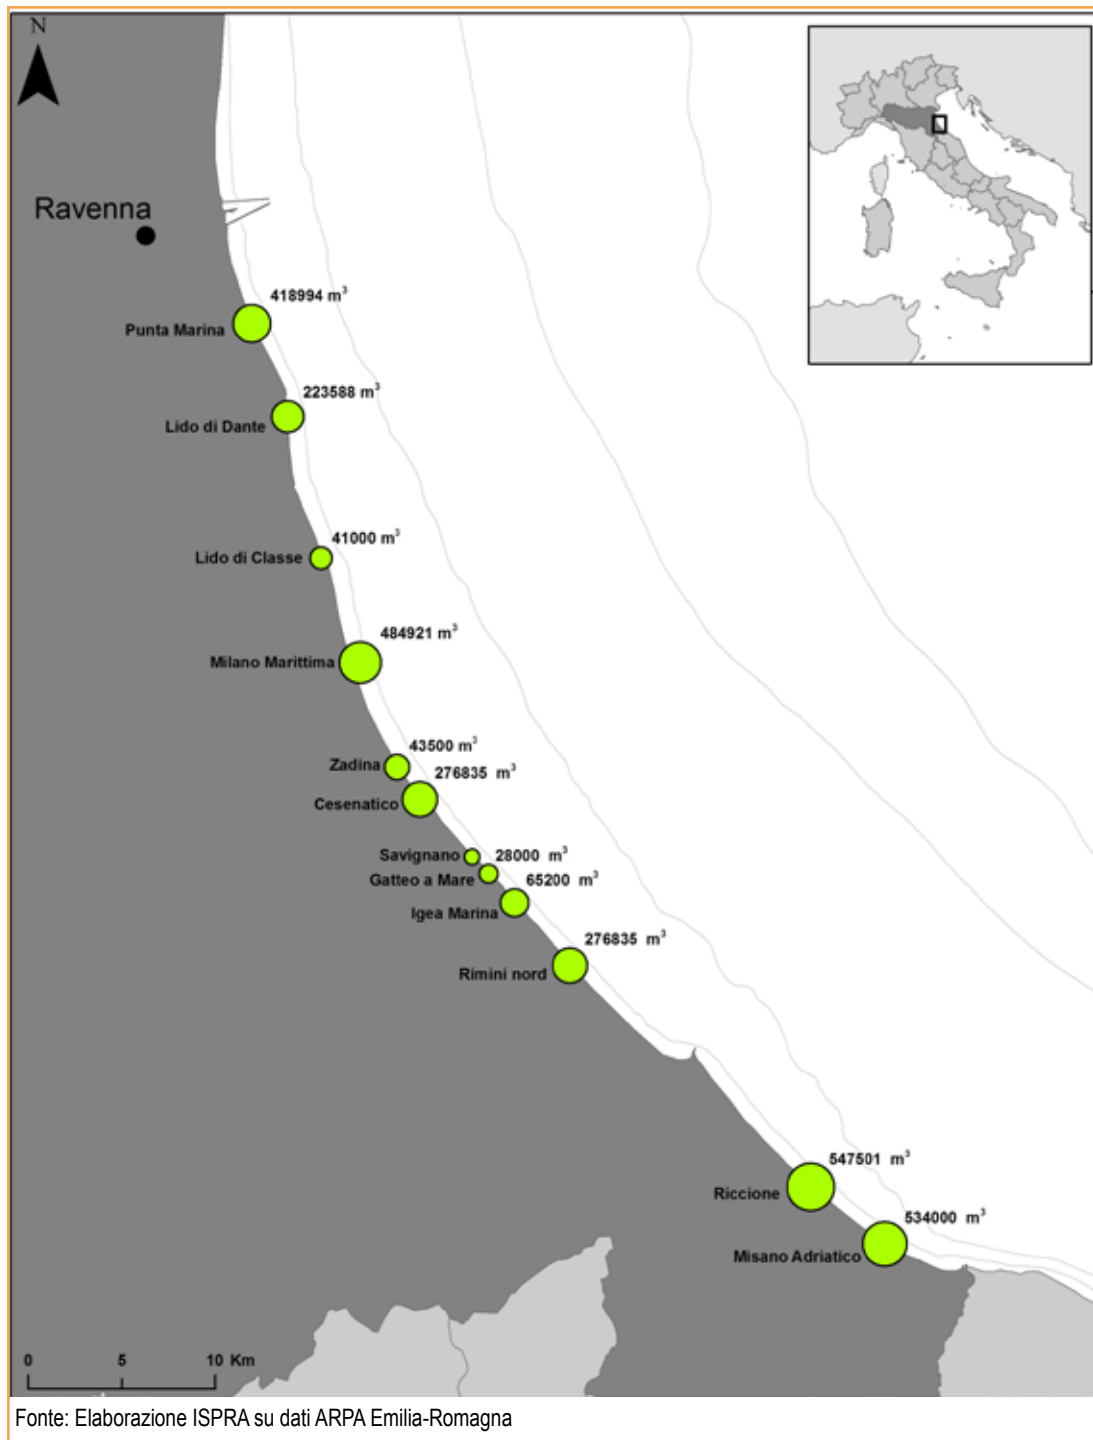 N
Ravenna
418994 m³
Punta Marina
223588 m³
Lido di Dante
41000 m³
Lido di Classe
484921 m³
Milano Marittima
43500 m³
Zadina
276835 m³
Cesenatico
Savignano
28000 m³
Gatteo a Mare
65200 m³
Igea Marina
276835 m³
Rimini nord
547501 m³
Riccione
534000 m³
Misano Adriatico
0 5 10 Km
Fonte: Elaborazione ISPRA su dati ARPA Emilia-Romagna